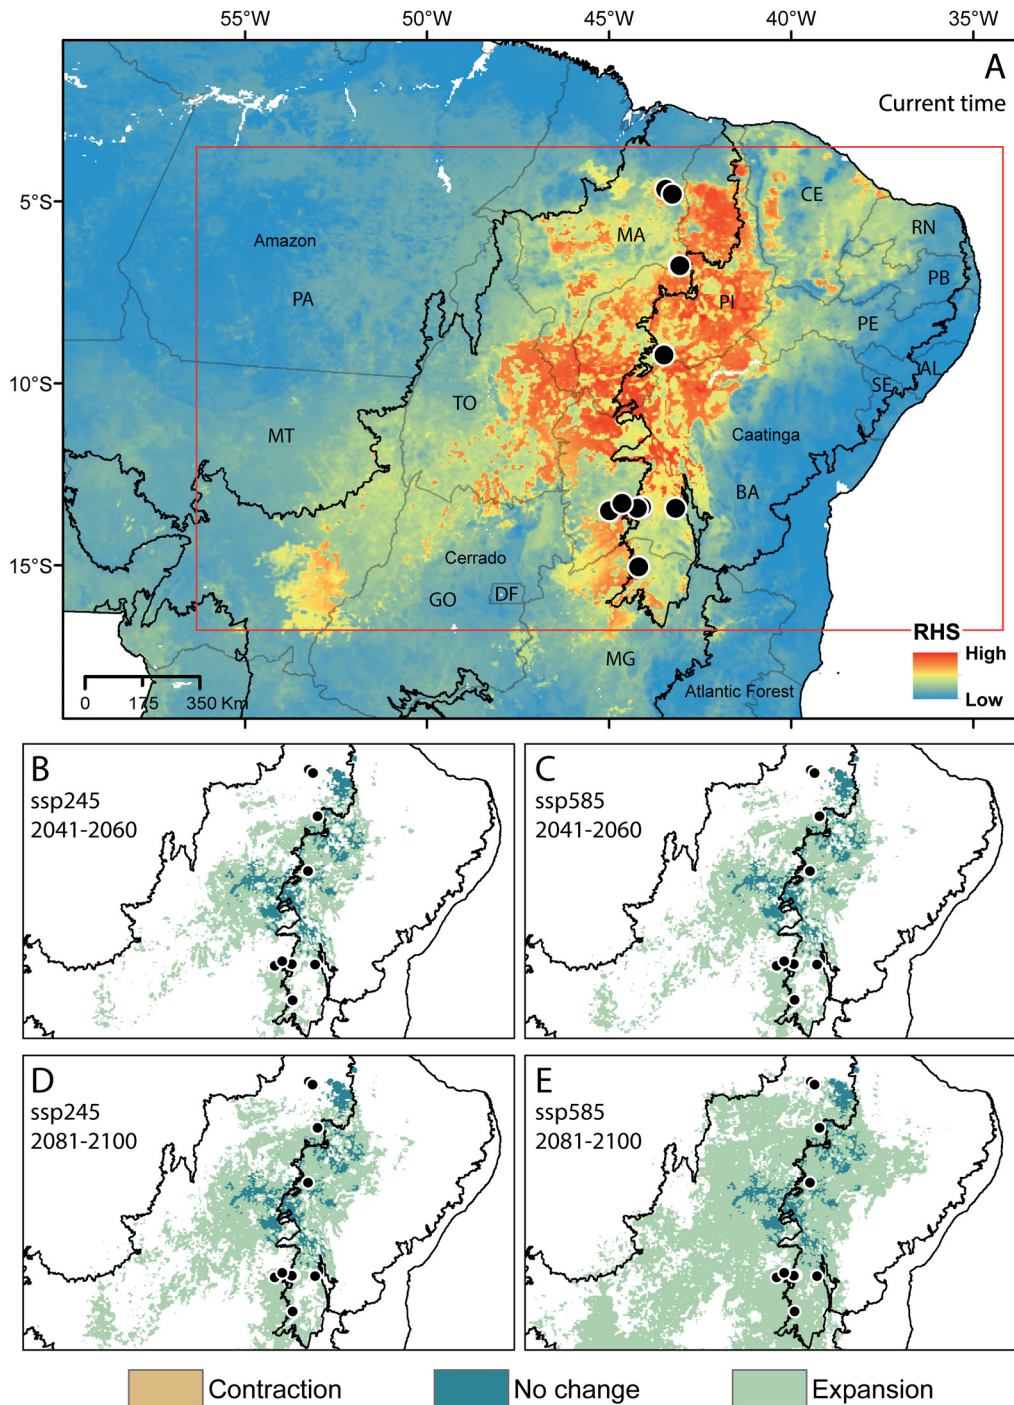 55°W 50°W 45°W 40°W 35°W
A
Current time
5°S
10°S
15°S
CE
RN
MA
Amazon
PB
PA
PI
PE
AL
SE
TO
MT
Caatinga
BA
Cerrado
GO
DF
RHS
High
Low
MG
Atlantic Forest
0 175 350 Km
B
ssp245
2041-2060
C
ssp585
2041-2060
D
ssp245
2081-2100
E
ssp585
2081-2100
Contraction No change Expansion